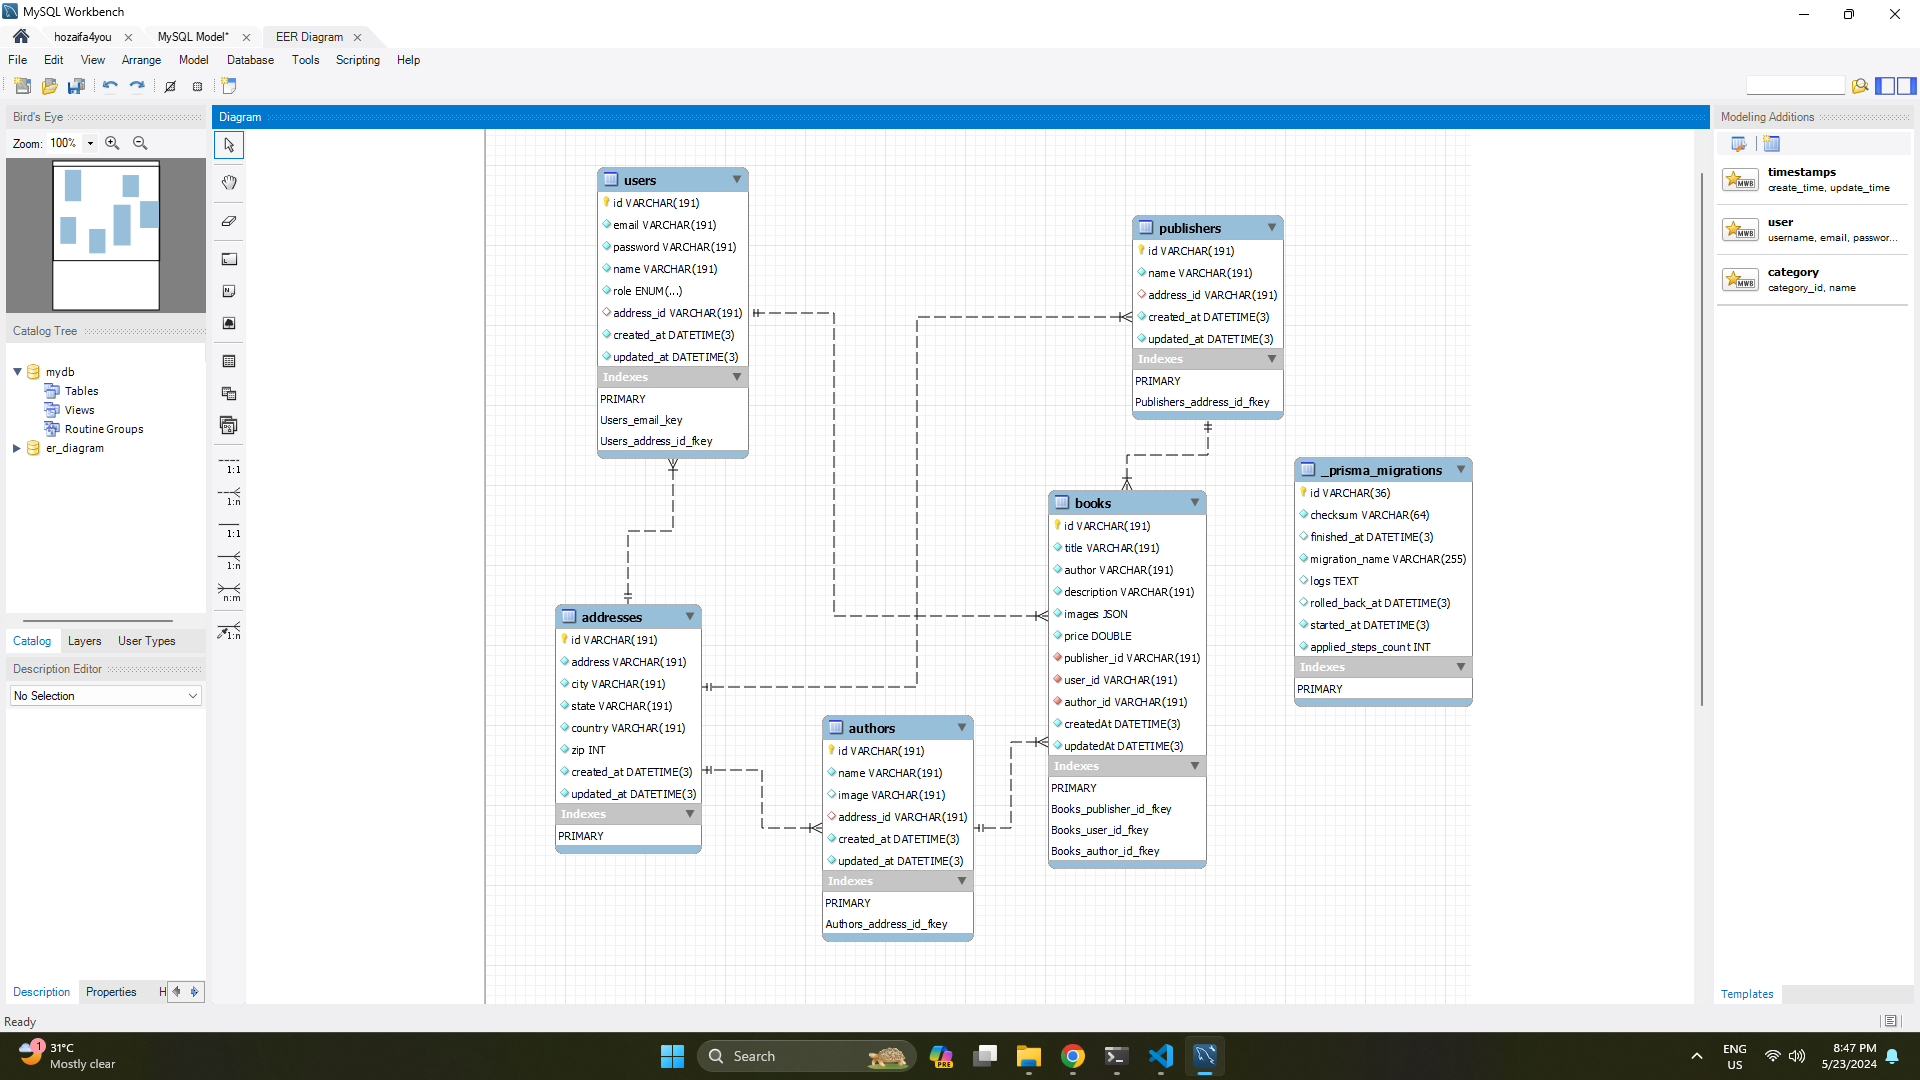 MySQL Workbench
hozaifa4you
MySQL Model*
EER Diagram
File Edit View Arrange Model Database Tools Scripting Help
Bird's Eye
Zoom: 100%
Catalog Tree
mydb
Tables
Views
Routine Groups
er_diagram
Catalog Layers User Types
Description Editor
No Selection
Description Properties H
Ready
Diagram
1:1
1:n
1:1
1:n
n:m
1:n
users
id VARCHAR(191)
email VARCHAR(191)
password VARCHAR(191)
name VARCHAR(191)
role ENUM(...)
address_id VARCHAR(191)
created_at DATETIME(3)
updated_at DATETIME(3)
Indexes
PRIMARY
Users_email_key
Users_address_id_fkey
publishers
id VARCHAR(191)
name VARCHAR(191)
address_id VARCHAR(191)
created_at DATETIME(3)
updated_at DATETIME(3)
Indexes
PRIMARY
Publishers_address_id_fkey
_prisma_migrations
id VARCHAR(36)
checksum VARCHAR(64)
finished_at DATETIME(3)
migration_name VARCHAR(255)
logs TEXT
rolled_back_at DATETIME(3)
started_at DATETIME(3)
applied_steps_count INT
Indexes
PRIMARY
books
id VARCHAR(191)
title VARCHAR(191)
author VARCHAR(191)
description VARCHAR(191)
images JSON
price DOUBLE
publisher_id VARCHAR(191)
user_id VARCHAR(191)
author_id VARCHAR(191)
createdAt DATETIME(3)
updatedAt DATETIME(3)
Indexes
PRIMARY
Books_publisher_id_fkey
Books_user_id_fkey
Books_author_id_fkey
addresses
id VARCHAR(191)
address VARCHAR(191)
city VARCHAR(191)
state VARCHAR(191)
country VARCHAR(191)
zip INT
created_at DATETIME(3)
updated_at DATETIME(3)
Indexes
PRIMARY
authors
id VARCHAR(191)
name VARCHAR(191)
image VARCHAR(191)
address_id VARCHAR(191)
created_at DATETIME(3)
updated_at DATETIME(3)
Indexes
PRIMARY
Authors_address_id_fkey
Modeling Additions
MWB
timestamps
create_time, update_time
MWB
user
username, email, passwor...
MWB
category
category_id, name
Templates
1
31°C
Mostly clear
Search
PRE
ENG
US
8:47 PM
5/23/2024